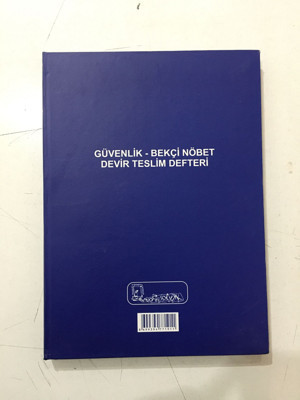 GÜVENLİK - BEKÇİ NÖBET
DEVİR TESLİM DEFTERİ